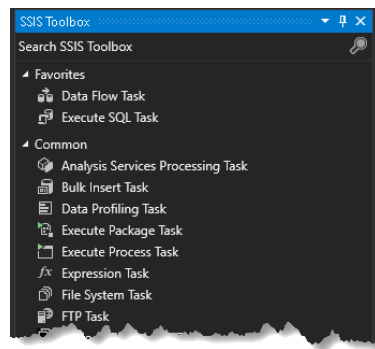 SSIS Toolbox
Search SSIS Toolbox
Favorites
Data Flow Task
Execute SQL Task
Common
Analysis Services Processing Task
Bulk Insert Task
Data Profiling Task
Execute Package Task
Execute Process Task
fx Expression Task
File System Task
FTP Task